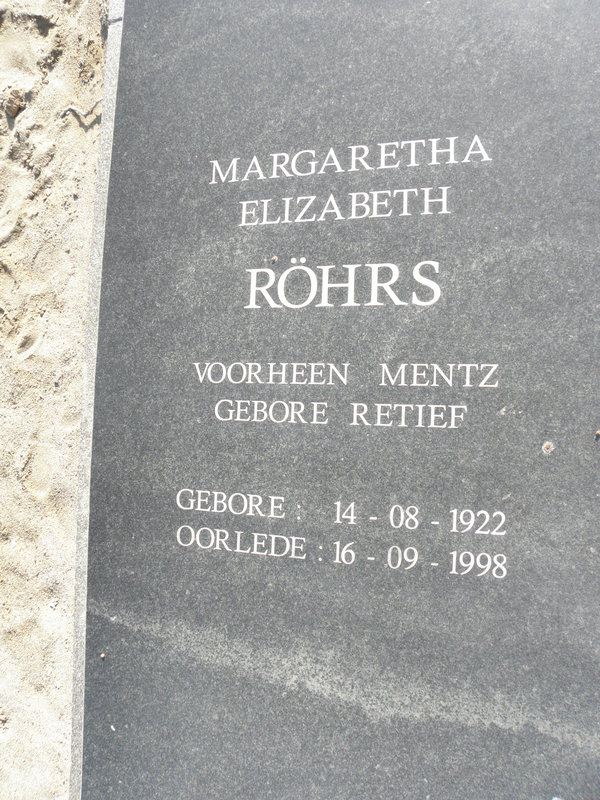 MARGARETHA
ELIZABETH
RÖHRS
VOORHEEN MENTZ
GEBORE RETIEF
GEBORE : 14 - 08 - 1922
OORLEDE : 16 - 09 - 1998